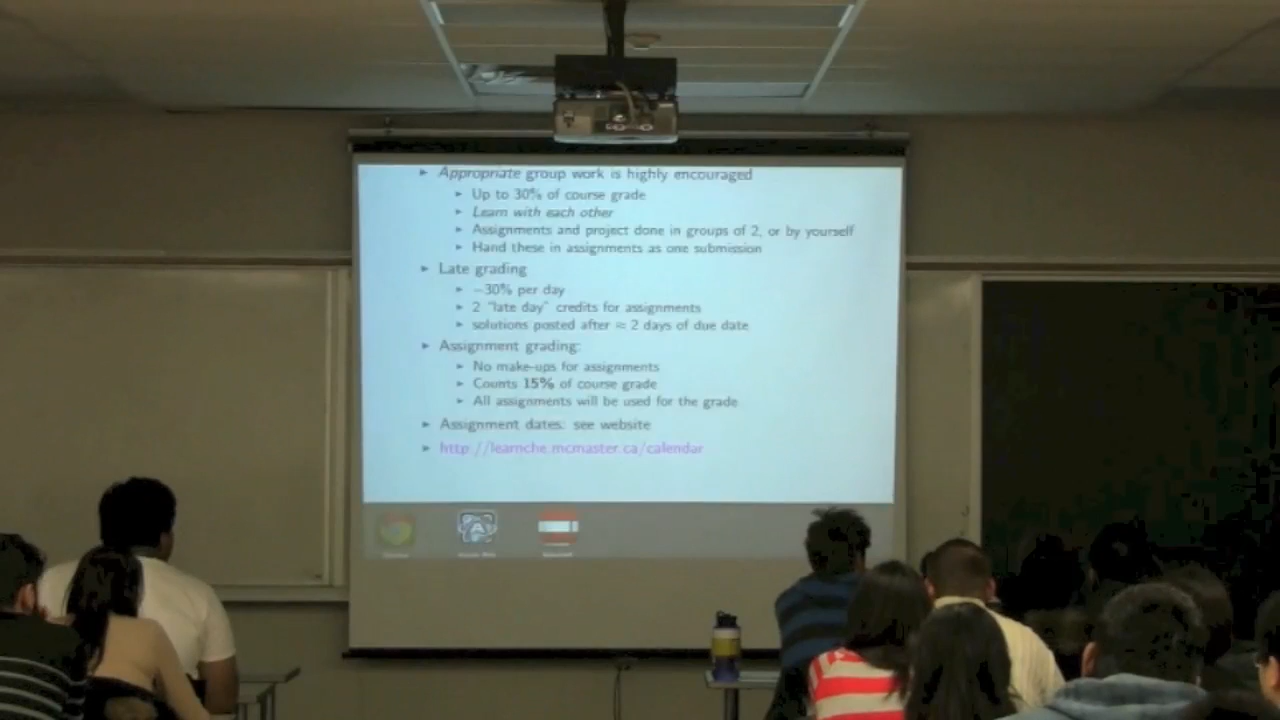 ► Appropriate group work is highly encouraged
► Up to 30% of course grade
► Learn with each other
► Assignments and project done in groups of 2, or by yourself
► Hand these in assignments as one submission
► Late grading
► −30% per day
► 2 "late day" credits for assignments
► solutions posted after ≈ 2 days of due date
► Assignment grading:
► No make-ups for assignments
► Counts 15% of course grade
► All assignments will be used for the grade
► Assignment dates: see website
► http://learnche.mcmaster.ca/calendar